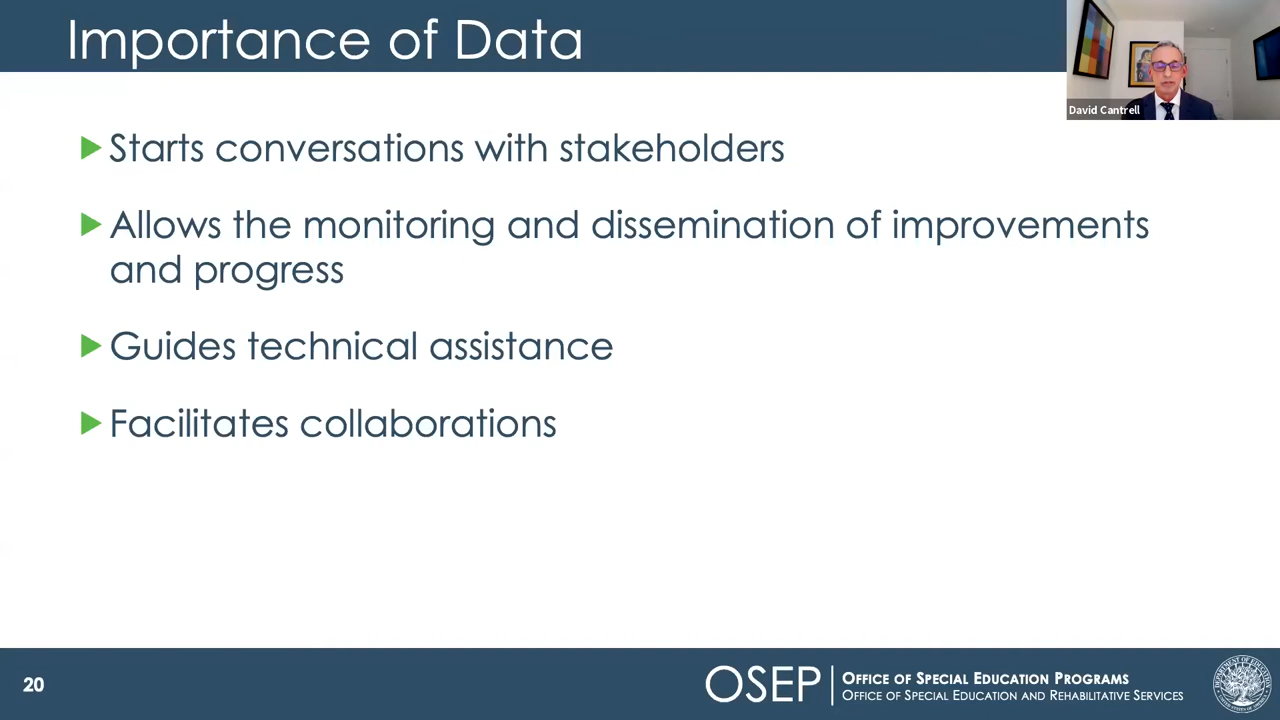 Importance of Data
David Cantrell
Starts conversations with stakeholders
Allows the monitoring and dissemination of improvements
and progress
Guides technical assistance
Facilitates collaborations
20
OSEP
OFFICE OF SPECIAL EDUCATION PROGRAMS
OFFICE OF SPECIAL EDUCATION AND REHABILITATIVE SERVICES